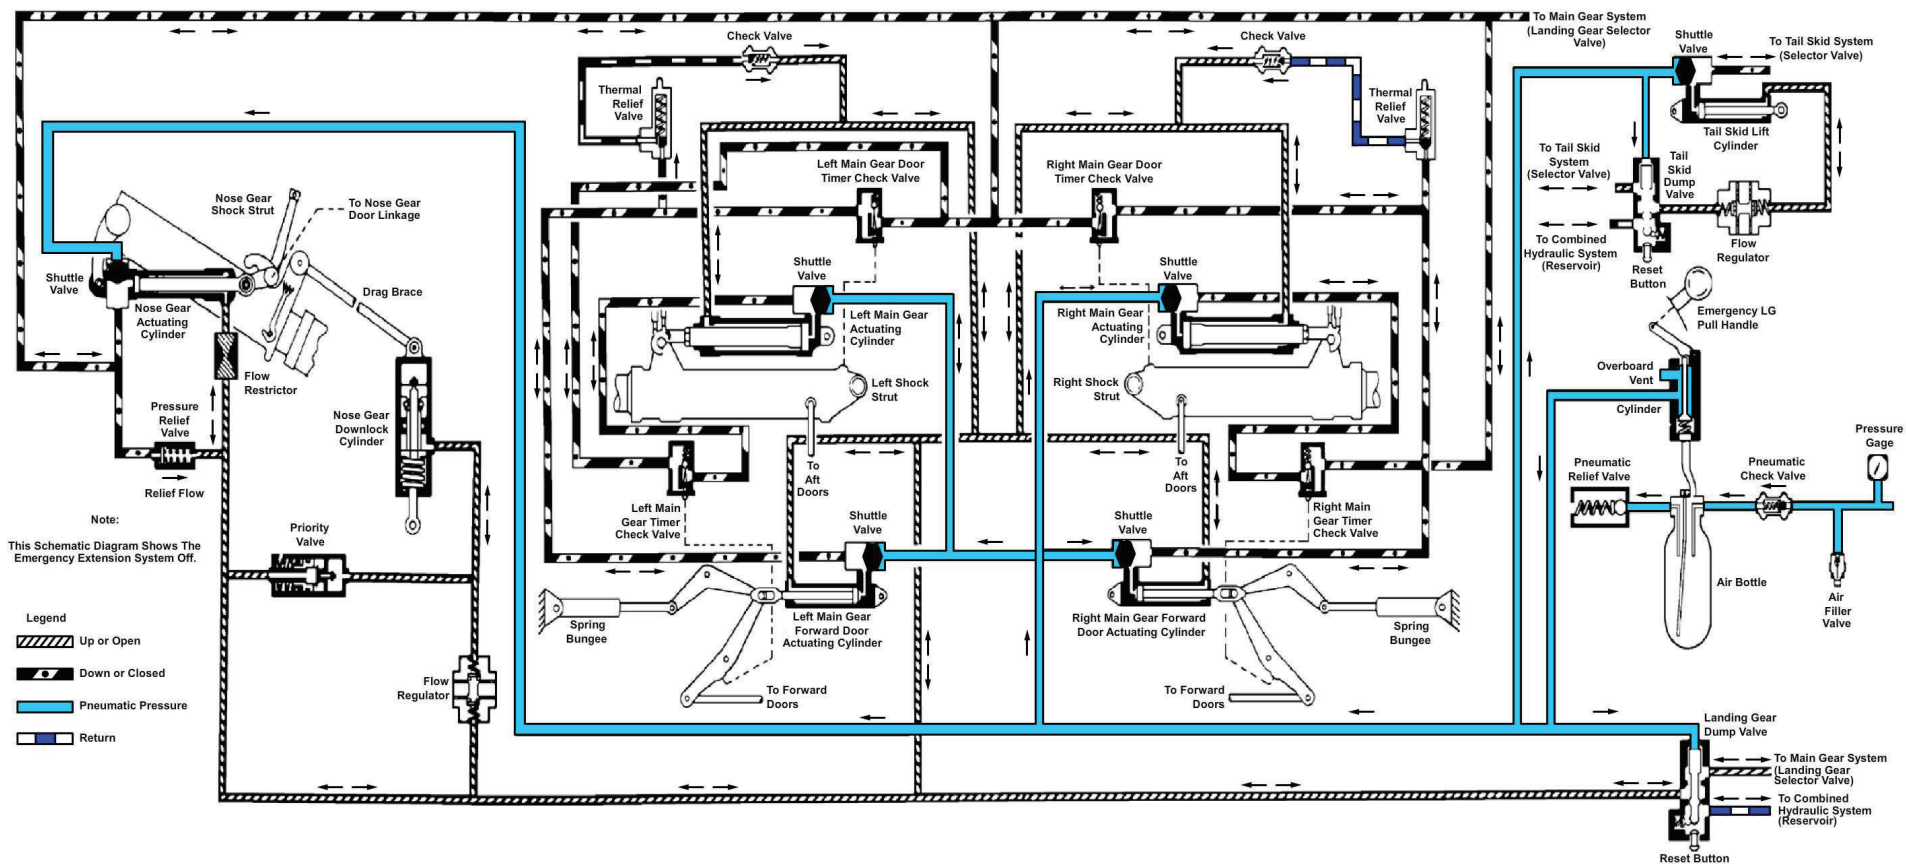 To Main Gear System
(Landing Gear Selector
Valve)
Check Valve
Check Valve
Shuttle
Valve
To Tail Skid System
(Selector Valve)
Thermal
Relief
Valve
Thermal
Relief
Valve
Tail Skid Lift
Cylinder
Left Main Gear Door
Timer Check Valve
Right Main Gear Door
Timer Check Valve
To Tail Skid
System
(Selector Valve)
Tail
Skid
Dump
Valve
Nose Gear
Shock Strut
To Nose Gear
Door Linkage
To Combined
Hydraulic System
(Reservoir)
Flow
Regulator
Reset
Button
Shuttle
Valve
Nose Gear
Actuating
Cylinder
Drag Brace
Shuttle
Valve
Shuttle
Valve
Left Main Gear
Actuating
Cylinder
Right Main Gear
Actuating
Cylinder
Emergency LG
Pull Handle
Flow
Restrictor
Left Shock
Strut
Right Shock
Strut
Overboard
Vent
Cylinder
Pressure
Relief
Valve
Nose Gear
Downlock
Cylinder
Pressure
Gage
Relief Flow
To
Aft
Doors
To
Aft
Doors
Pneumatic
Relief Valve
Pneumatic
Check Valve
Note:
This Schematic Diagram Shows The
Emergency Extension System Off.
Priority
Valve
Left Main
Gear Timer
Check Valve
Shuttle
Valve
Shuttle
Valve
Right Main
Gear Timer
Check Valve
Air Bottle
Air
Filler
Valve
Spring
Bungee
Left Main Gear
Forward Door
Actuating Cylinder
Right Main Gear Forward
Door Actuating Cylinder
Spring
Bungee
Legend
Up or Open
Down or Closed
Pneumatic Pressure
Return
Flow
Regulator
To Forward
Doors
To Forward
Doors
Landing Gear
Dump Valve
To Main Gear System
(Landing Gear
Selector Valve)
To Combined
Hydraulic System
(Reservoir)
Reset Button